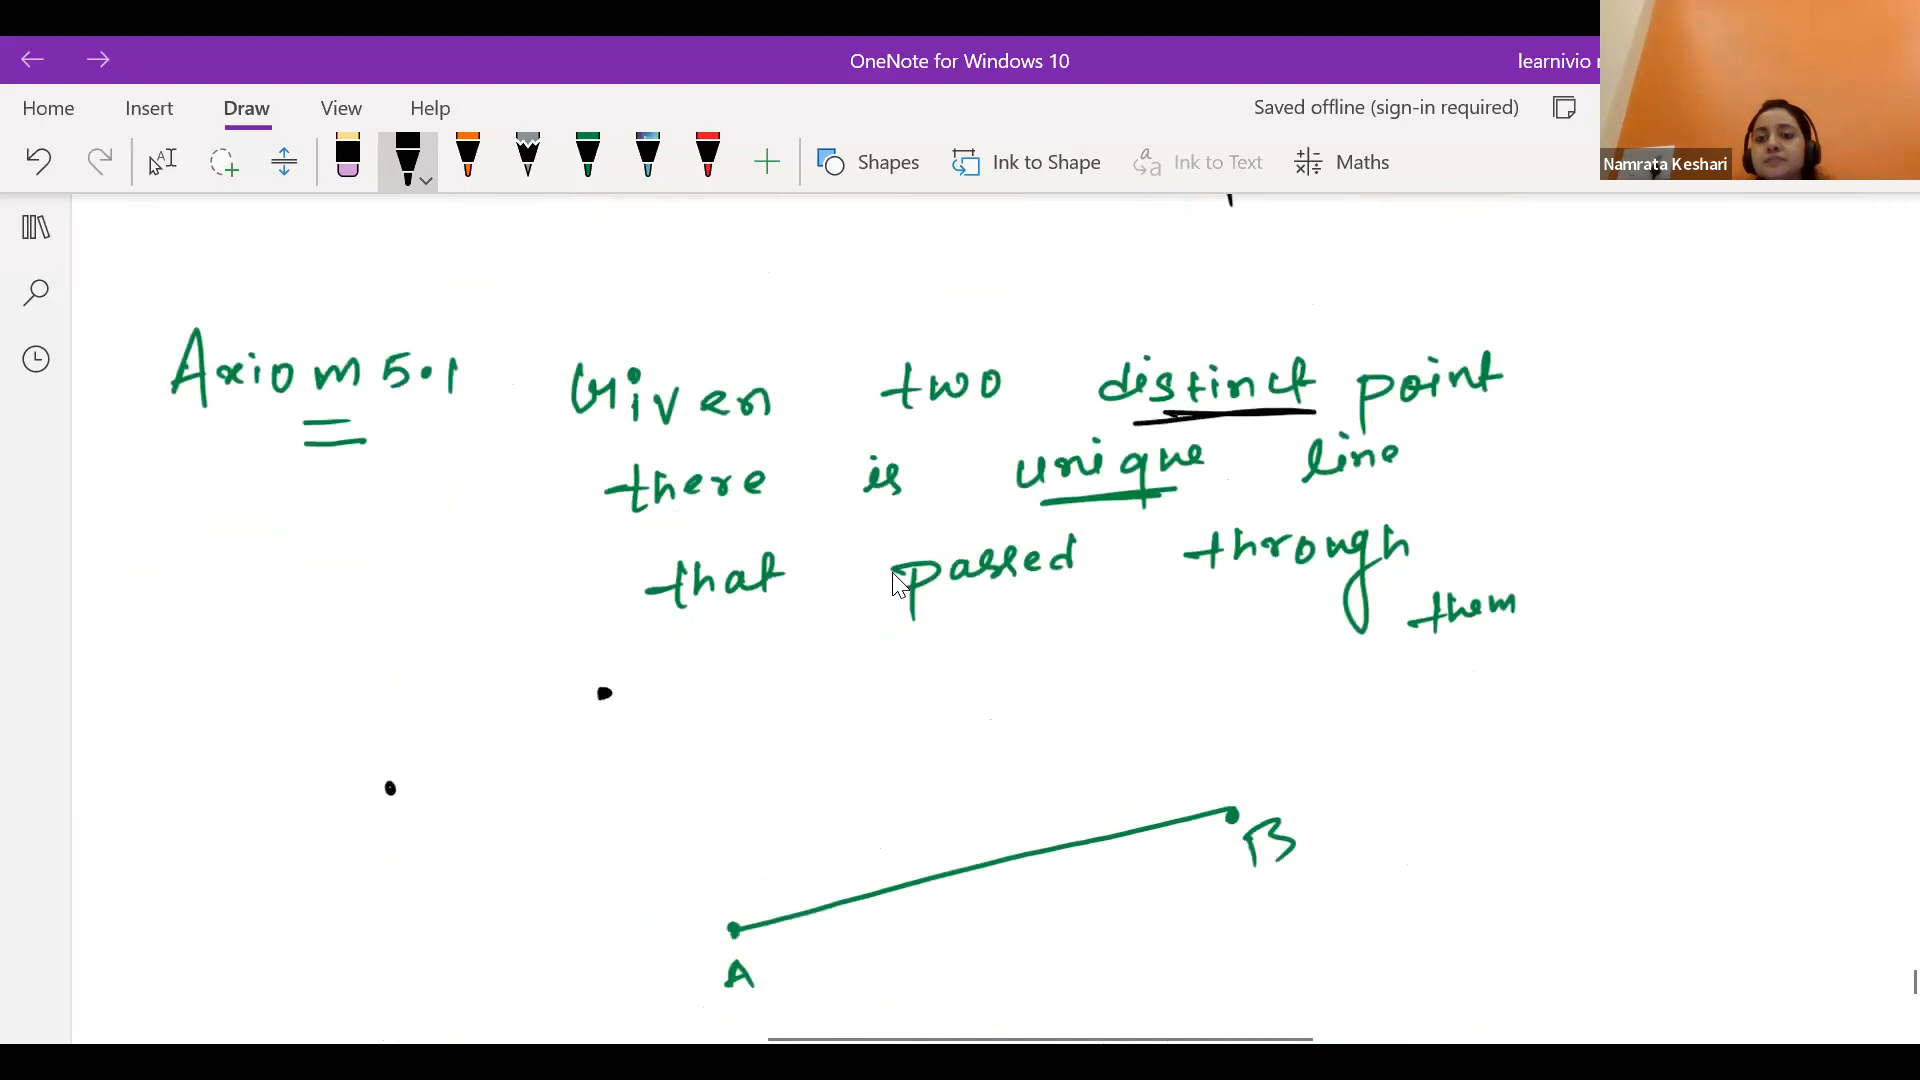 OneNote for Windows 10
learnivio
Home Insert Draw View Help
Saved offline (sign-in required)
Shapes Ink to Shape Ink to Text Maths
Namrata Keshari
Axiom 5.1 Given two distinct point
there is unique line
that passed through
them
B
A